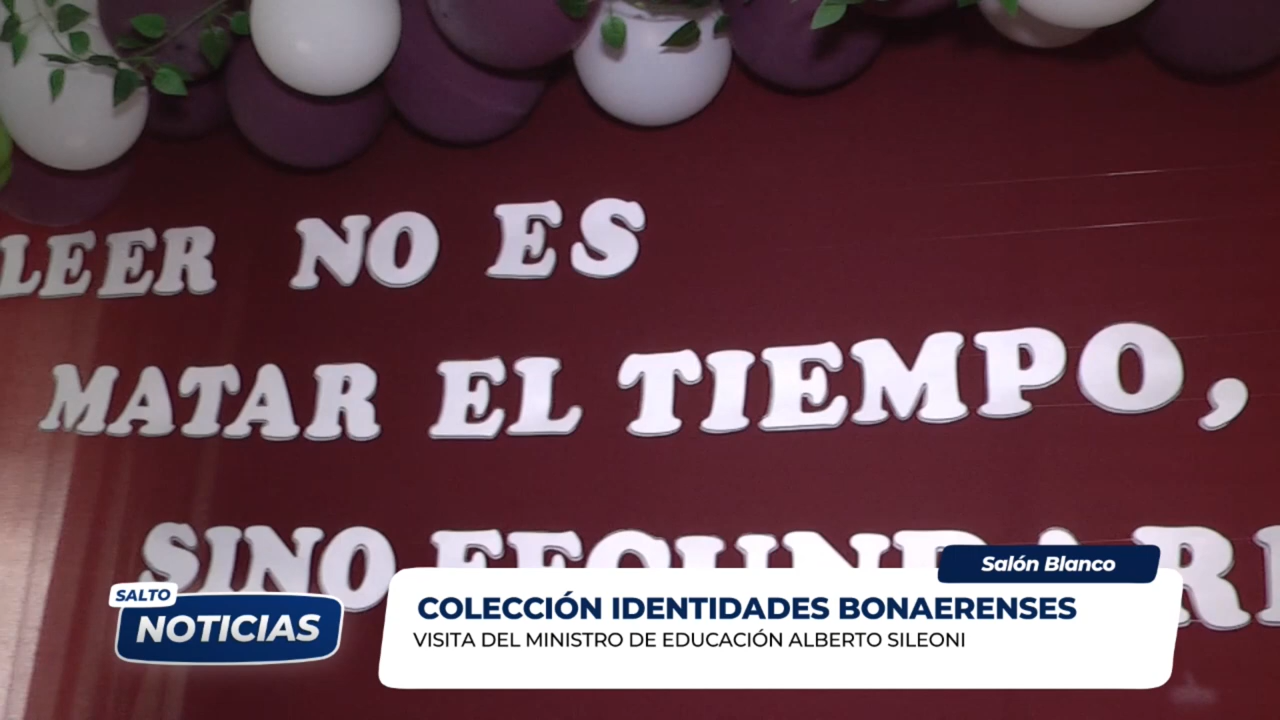 LEER NO ES
MATAR EL TIEMPO,
SINO
Salón Blanco
SALTO
NOTICIAS
COLECCIÓN IDENTIDADES BONAERENSES
VISITA DEL MINISTRO DE EDUCACIÓN ALBERTO SILEONI